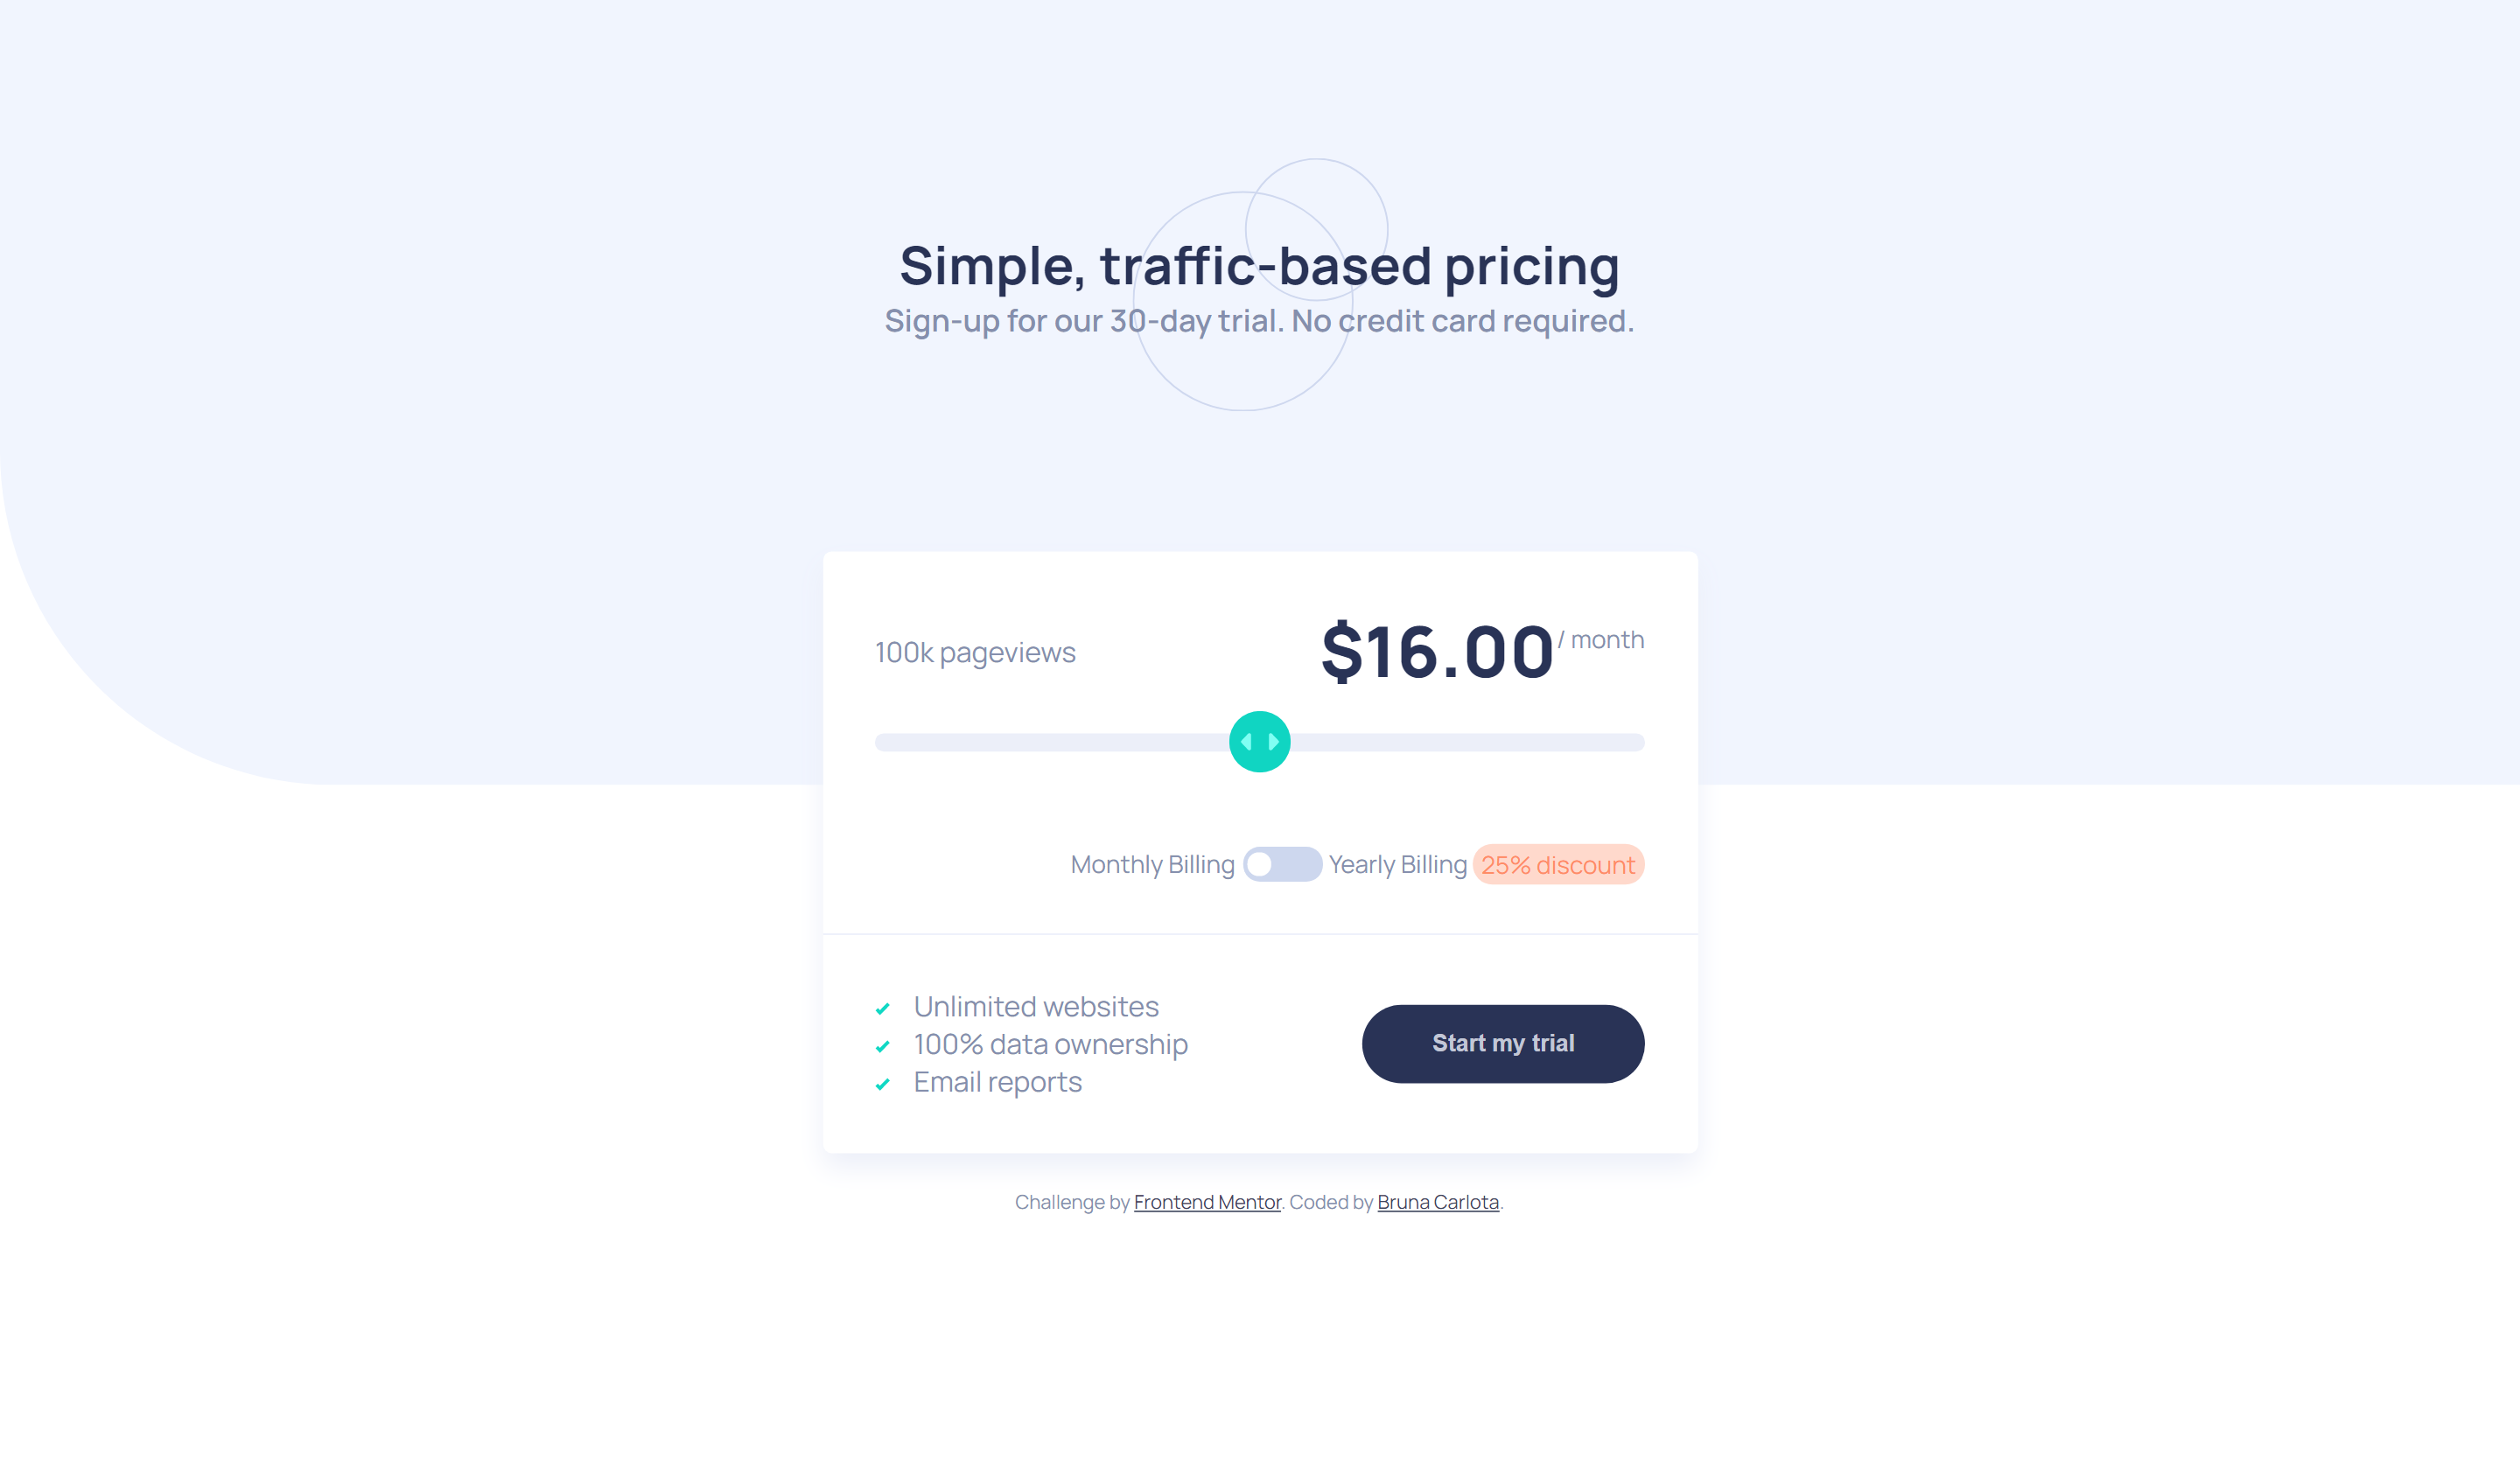 Simple, traffic-based pricing
Sign-up for our 30-day trial. No credit card required.
100k pageviews
$16.00 / month
Monthly Billing Yearly Billing 25% discount
Unlimited websites
100% data ownership
Email reports
Start my trial
Challenge by Frontend Mentor. Coded by Bruna Carlota.